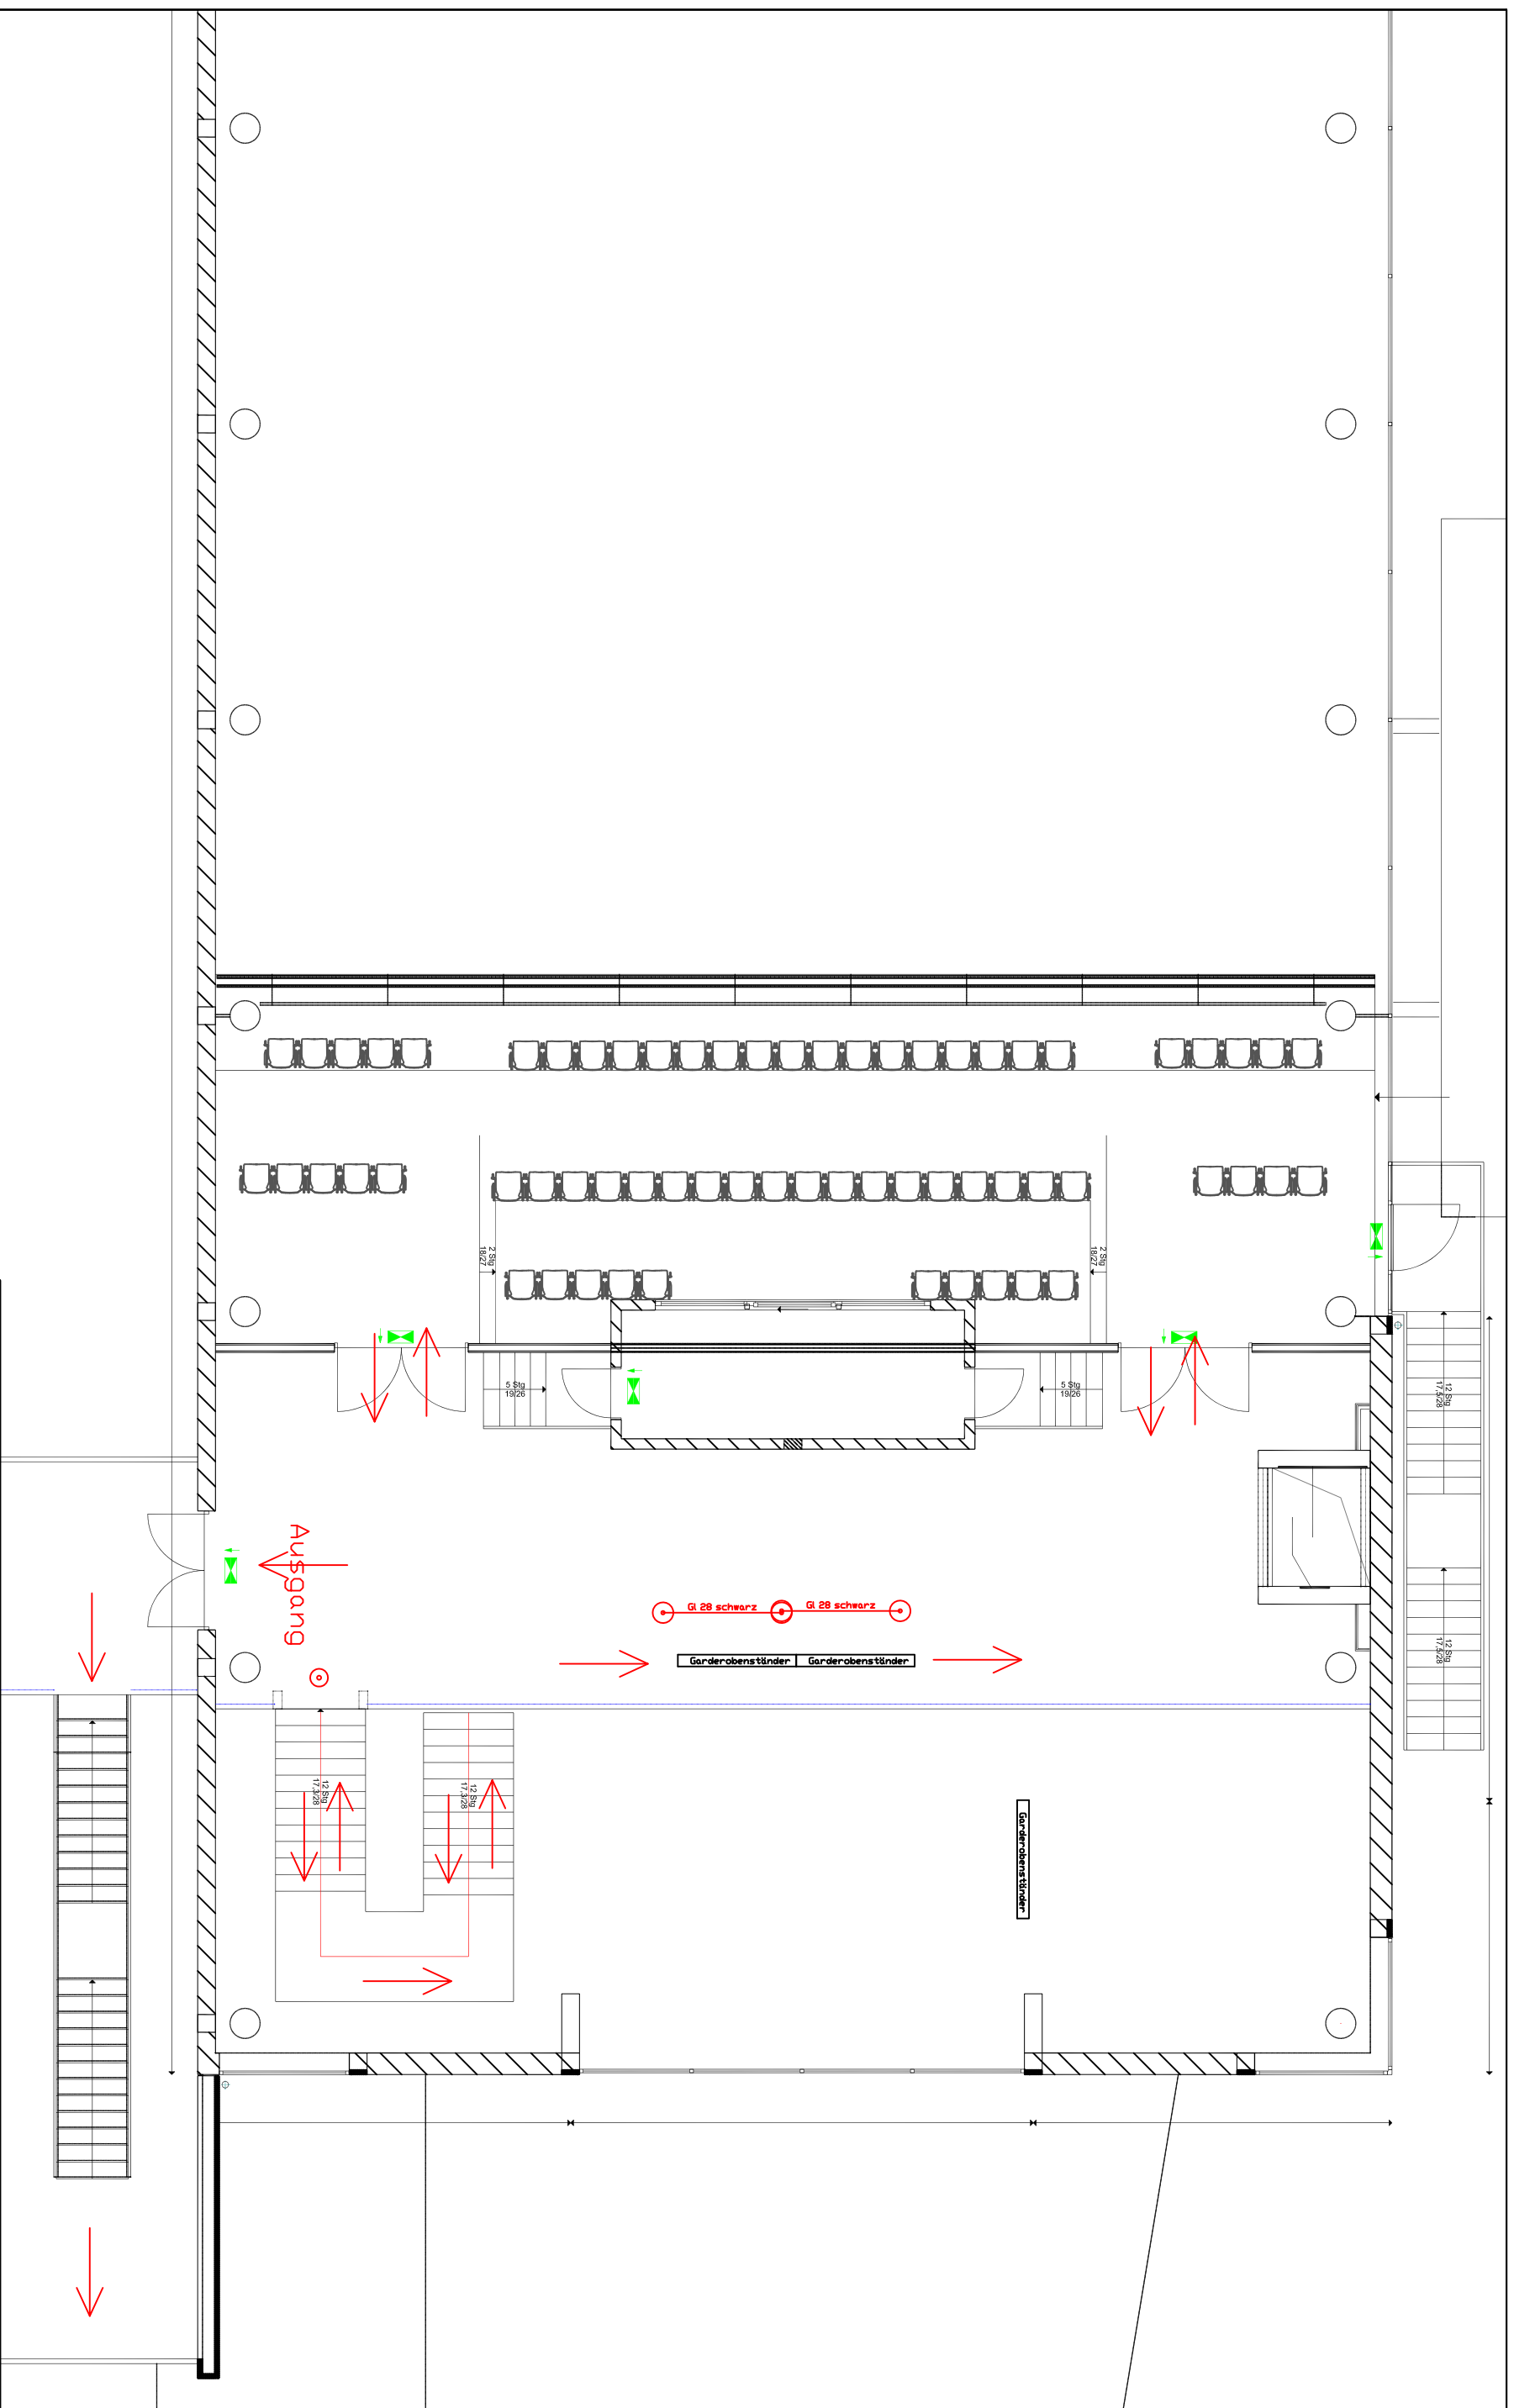 2 Stg
18/27
2 Stg
18/27
5 Stg
19/26
5 Stg
19/26
12 Stg
17,5/28
Ausgang
Gl 28 schwarz
Gl 28 schwarz
Garderobenständer
Garderobenständer
12 Stg
17,5/28
12 Stg
17,3/28
12 Stg
17,3/28
Garderobenständer